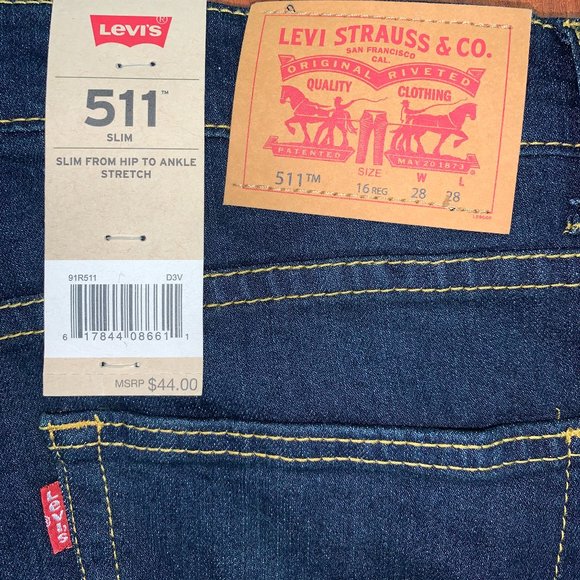 LEVI'S®
511™
SLIM
SLIM FROM HIP TO ANKLE
STRETCH
91R511 D3V
6 17844 08661 1
MSRP $44.00
LEVI STRAUSS & CO.
SAN FRANCISCO
CAL.
ORIGINAL RIVETED
QUALITY CLOTHING
PATENTED MAY 20 1873
SIZE W L
511™ 16 REG 28 28
Levi's®